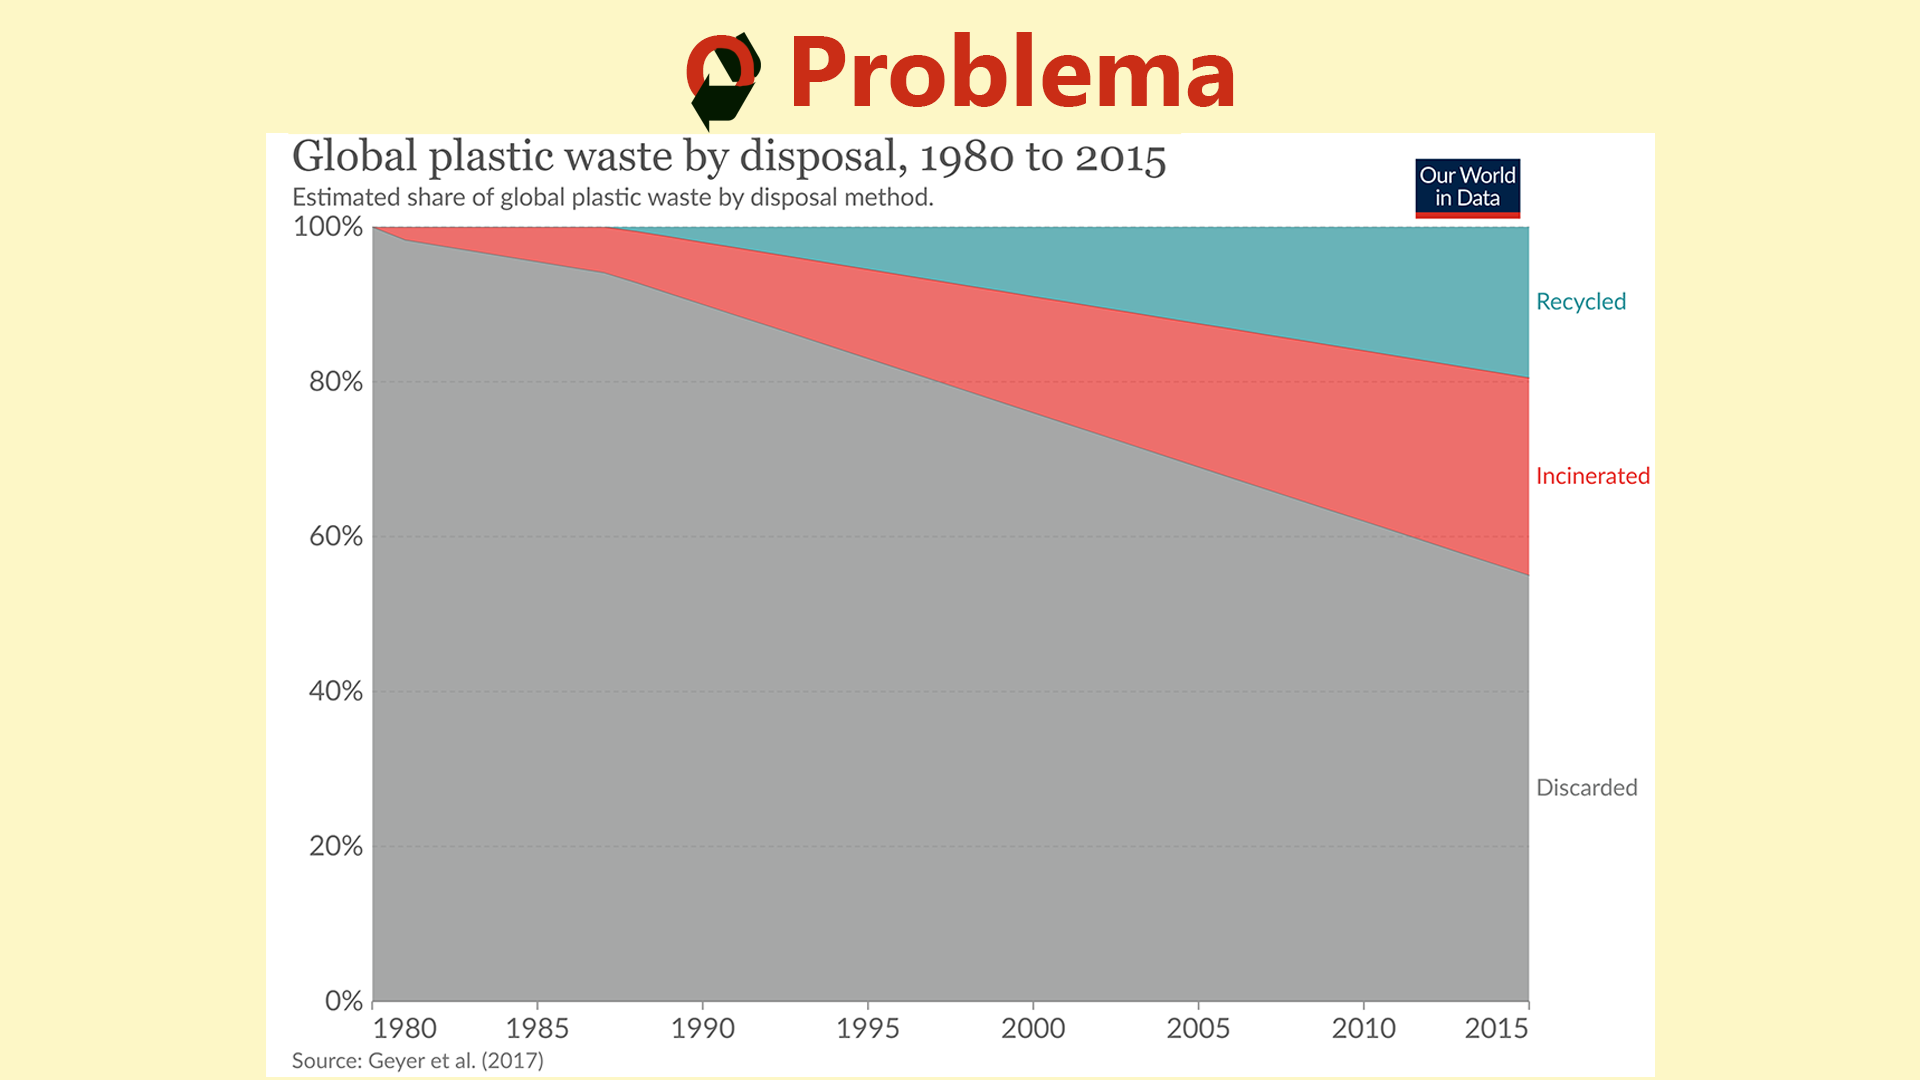 O Problema
Global plastic waste by disposal, 1980 to 2015
Estimated share of global plastic waste by disposal method.
Our World
in Data
100%
80%
60%
40%
20%
0%
Recycled
Incinerated
Discarded
1980 1985 1990 1995 2000 2005 2010 2015
Source: Geyer et al. (2017)